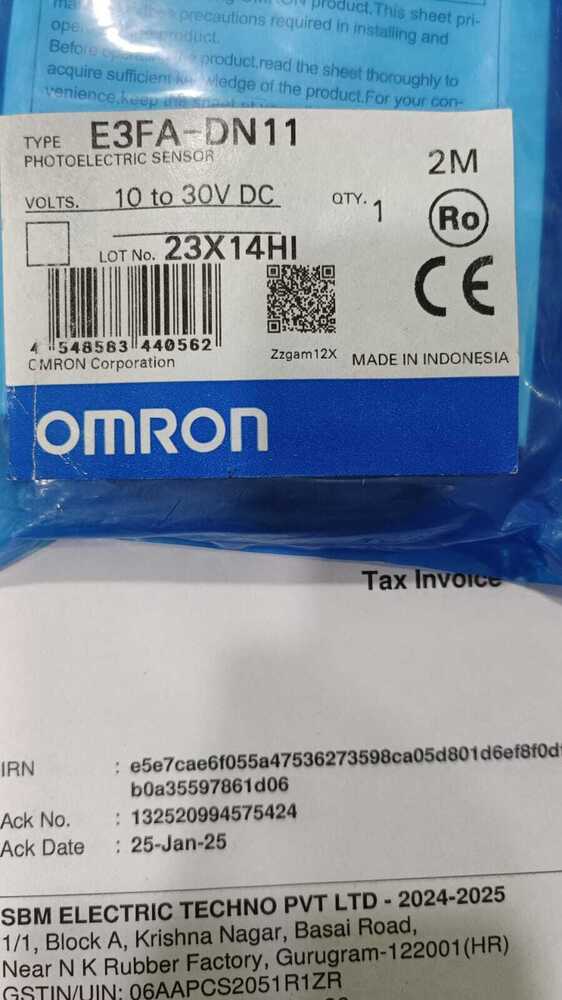 product. This sheet pri-
precautions required in installing and
product.
Before product,read the sheet thoroughly to
acquire sufficient knowledge of the product.For your con-
venience,keep the sheet
TYPE E3FA-DN11
PHOTOELECTRIC SENSOR
2M
VOLTS. 10 to 30V DC
QTY. 1
Ro
LOT No. 23X14HI
CE
4 548583 440562
Zzgam12X
OMRON Corporation
MADE IN INDONESIA
OMRON
Tax Invoice
IRN : e5e7cae6f055a47536273598ca05d801d6ef8f0d
b0a35597861d06
Ack No. : 132520994575424
Ack Date : 25-Jan-25
SBM ELECTRIC TECHNO PVT LTD - 2024-2025
1/1, Block A, Krishna Nagar, Basai Road,
Near N K Rubber Factory, Gurugram-122001(HR)
GSTIN/UIN: 06AAPCS2051R1ZR